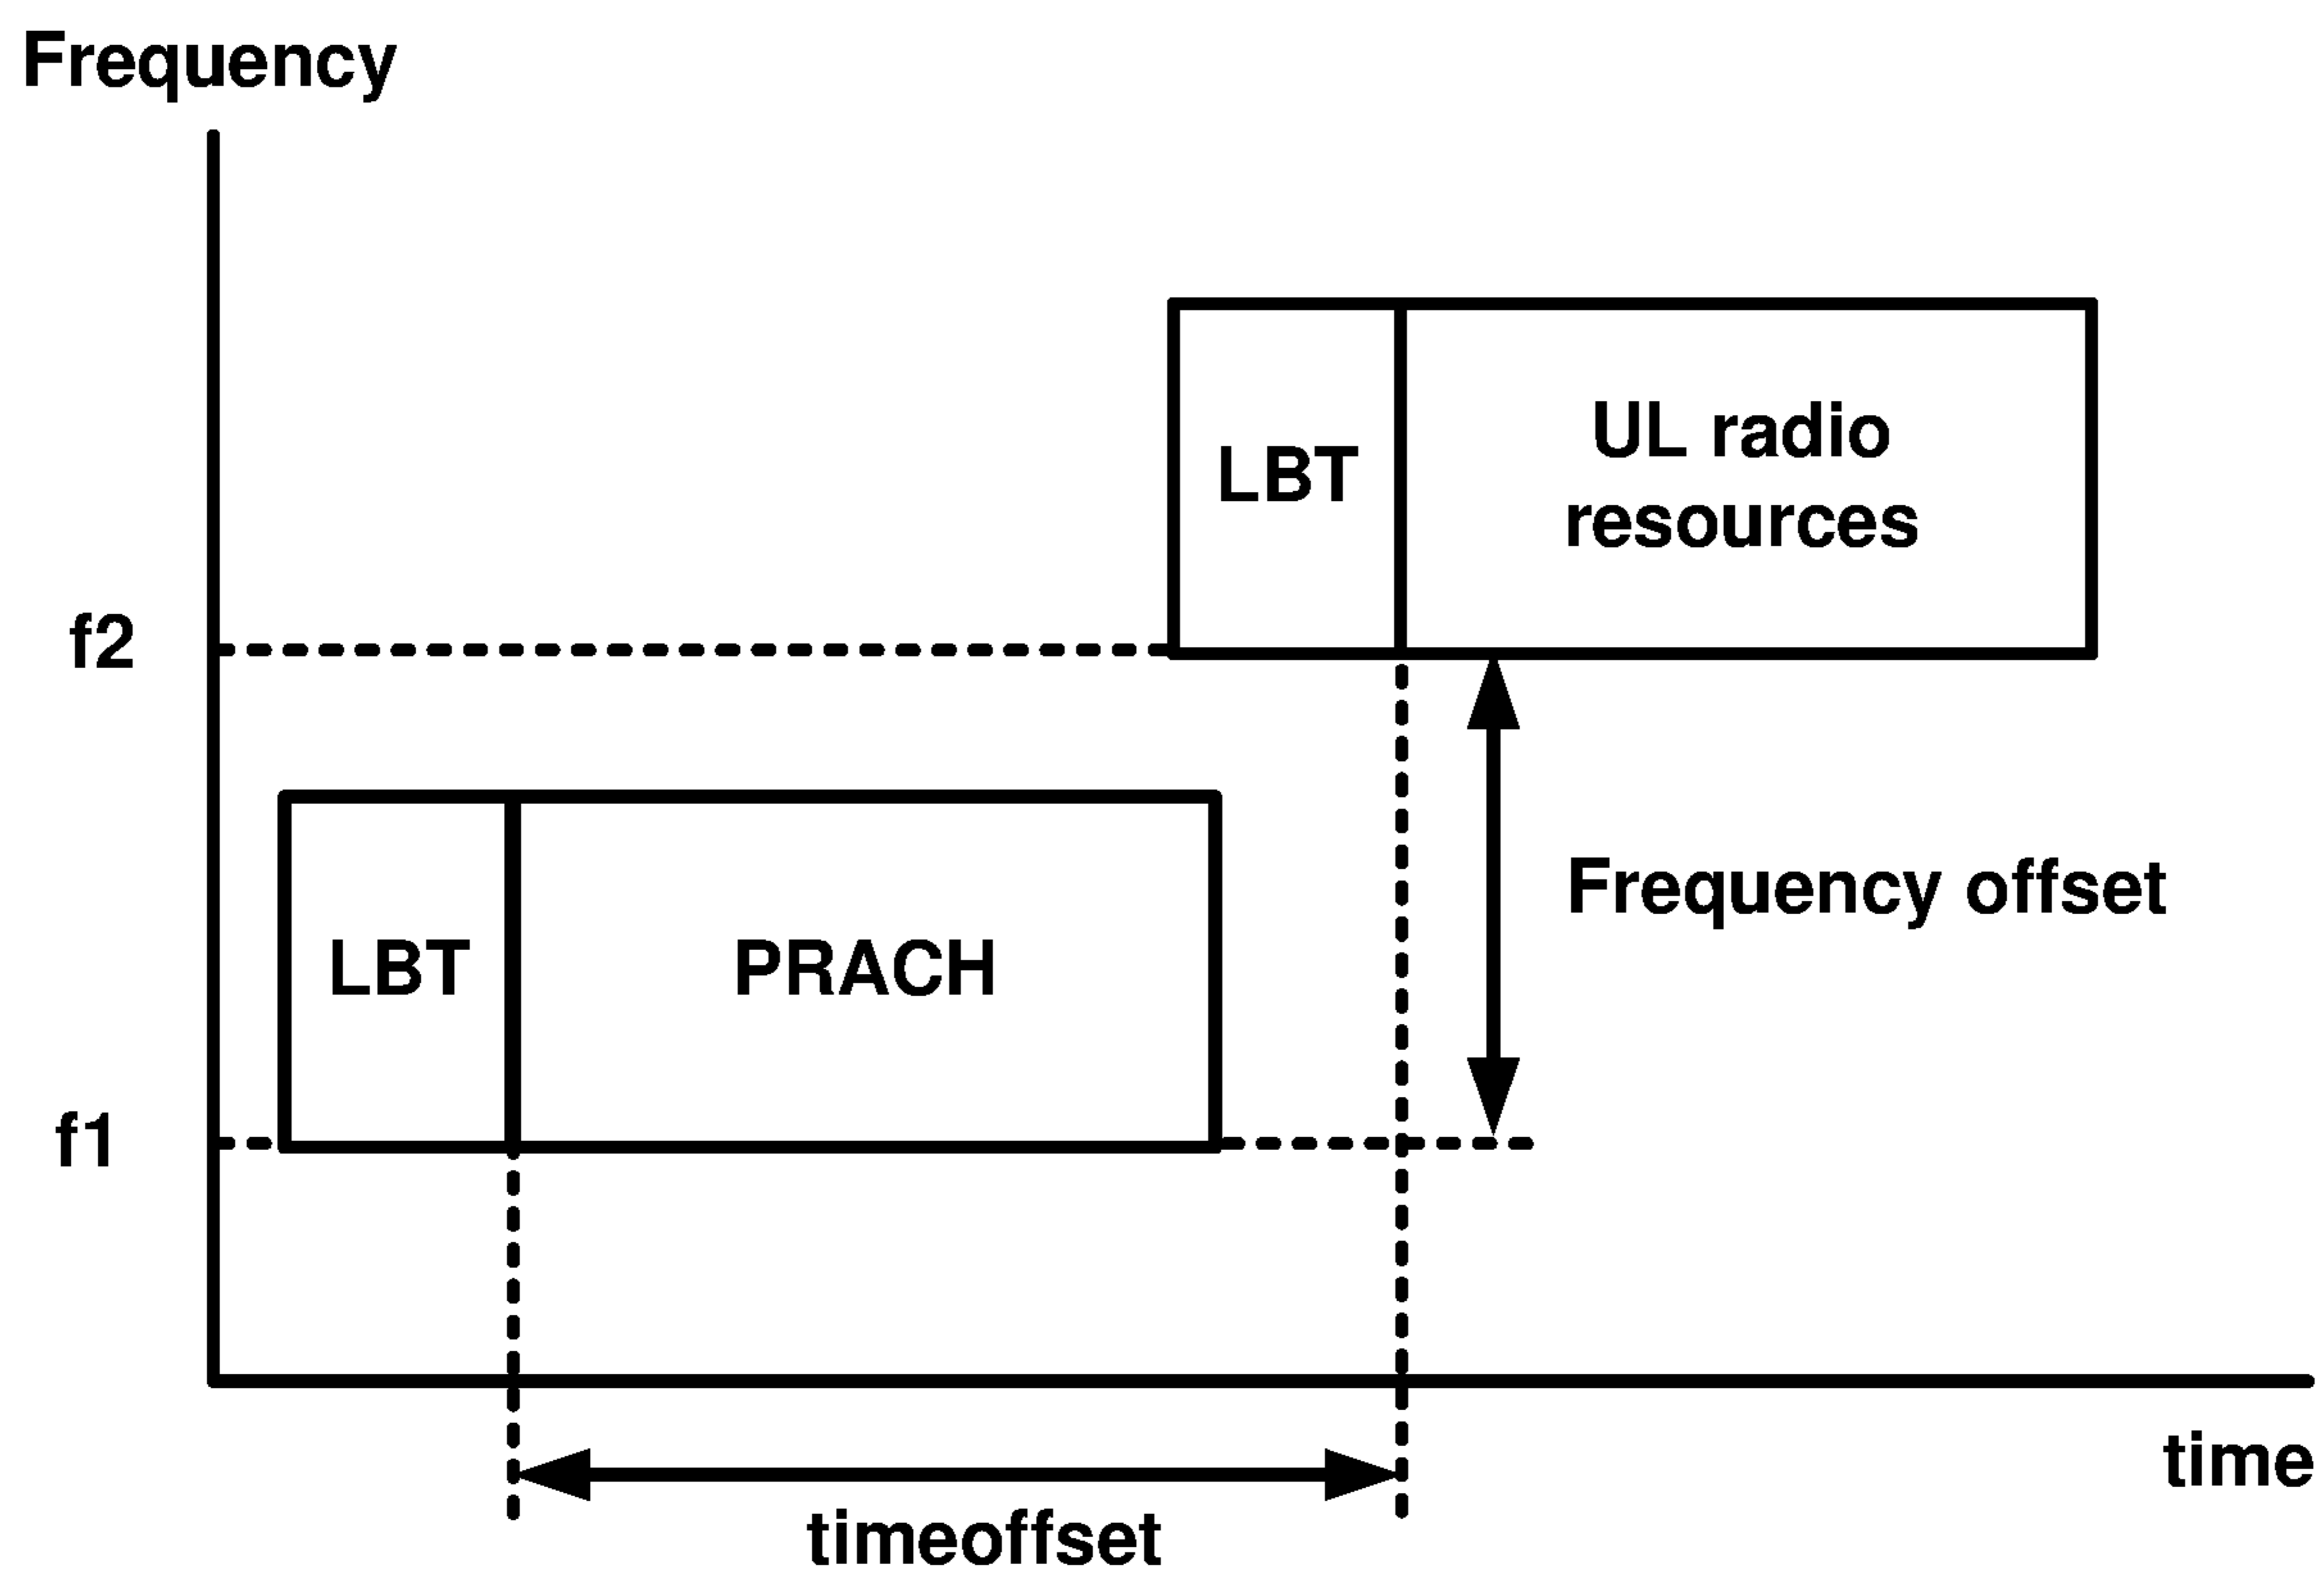 Frequency
LBT
UL radio
resources
f2
Frequency offset
LBT
PRACH
f1
time
timeoffset